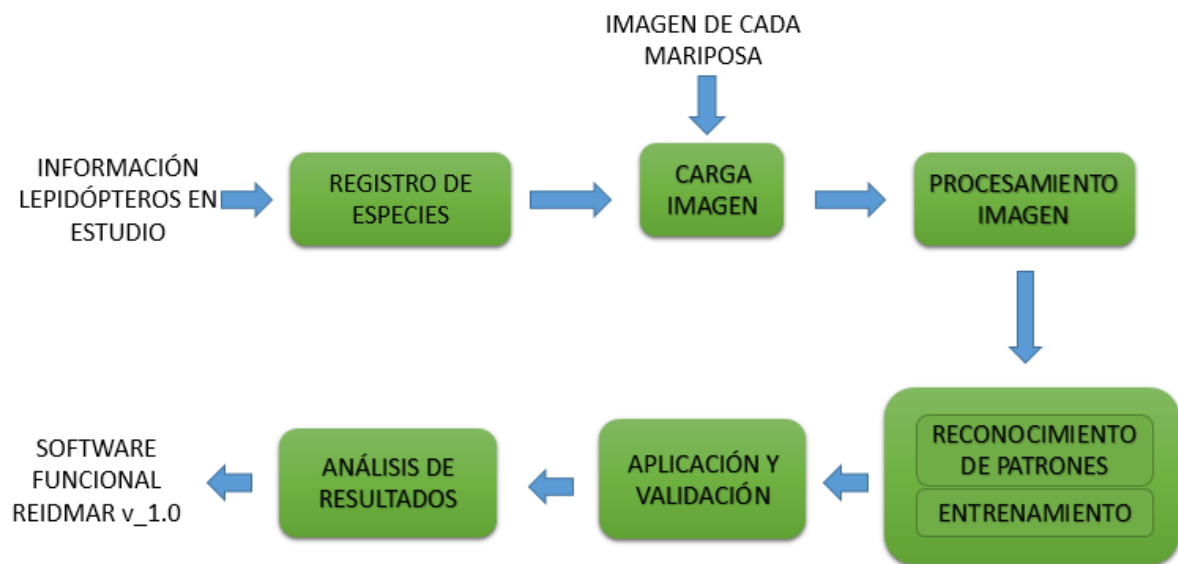 IMAGEN DE CADA
MARIPOSA
INFORMACIÓN
LEPIDÓPTEROS EN
ESTUDIO
REGISTRO DE
ESPECIES
CARGA
IMAGEN
PROCESAMIENTO
IMAGEN
RECONOCIMIENTO
DE PATRONES
ENTRENAMIENTO
APLICACIÓN Y
VALIDACIÓN
ANÁLISIS DE
RESULTADOS
SOFTWARE
FUNCIONAL
REIDMAR v_1.0